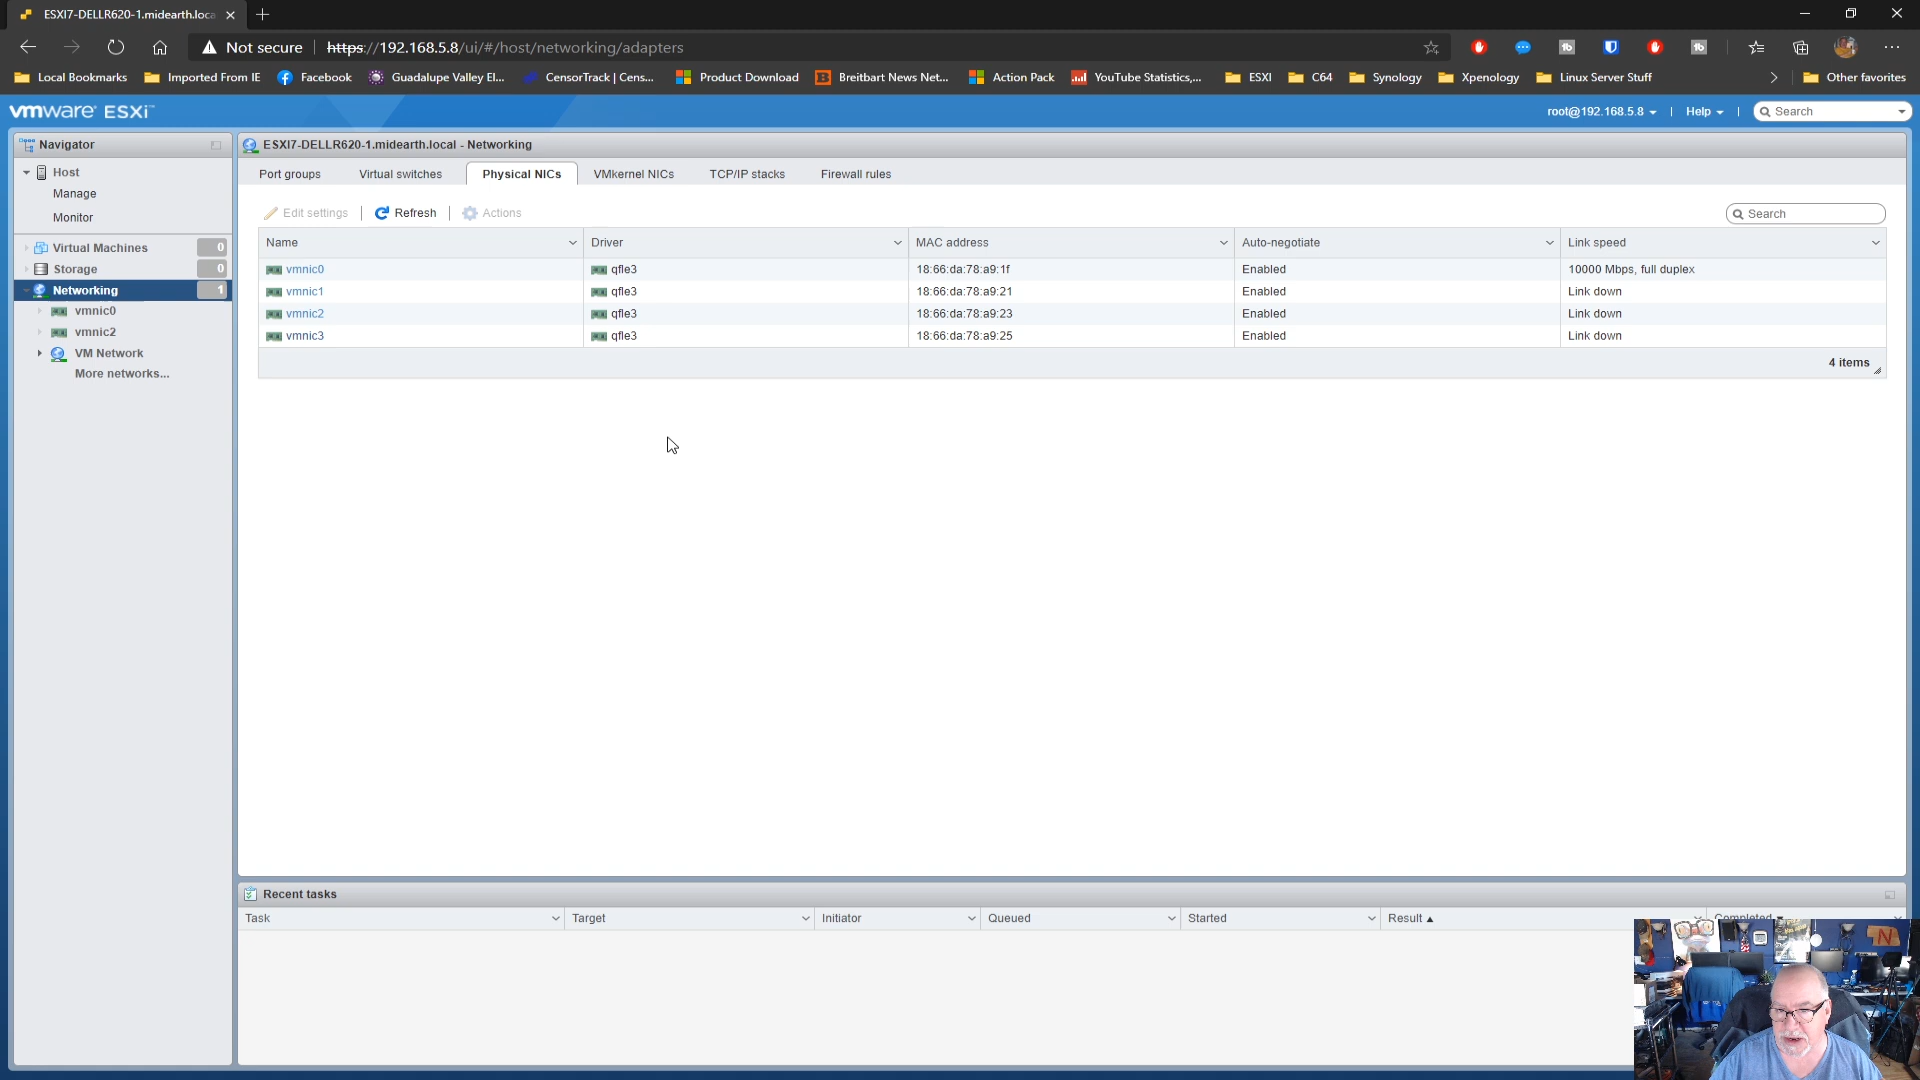 ESXI7-DELLR620-1.midearth.loca
Not secure https://192.168.5.8/ui/#/host/networking/adapters
Local Bookmarks Imported From IE Facebook Guadalupe Valley El... CensorTrack | Cens... Product Download Breitbart News Net... Action Pack YouTube Statistics,... ESXI C64 Synology Xpenology Linux Server Stuff Other favorites
vmware ESXi™ root@192.168.5.8 | Help | Search
Navigator
ESXI7-DELLR620-1.midearth.local - Networking
Host
Manage
Monitor
Virtual Machines 0
Storage 0
Networking 1
vmnic0
vmnic2
VM Network
More networks...
Port groups Virtual switches Physical NICs VMkernel NICs TCP/IP stacks Firewall rules
Edit settings | Refresh | Actions Search
Name Driver MAC address Auto-negotiate Link speed
vmnic0 qfle3 18:66:da:78:a9:1f Enabled 10000 Mbps, full duplex
vmnic1 qfle3 18:66:da:78:a9:21 Enabled Link down
vmnic2 qfle3 18:66:da:78:a9:23 Enabled Link down
vmnic3 qfle3 18:66:da:78:a9:25 Enabled Link down
4 items
Recent tasks
Task Target Initiator Queued Started Result Completed
N